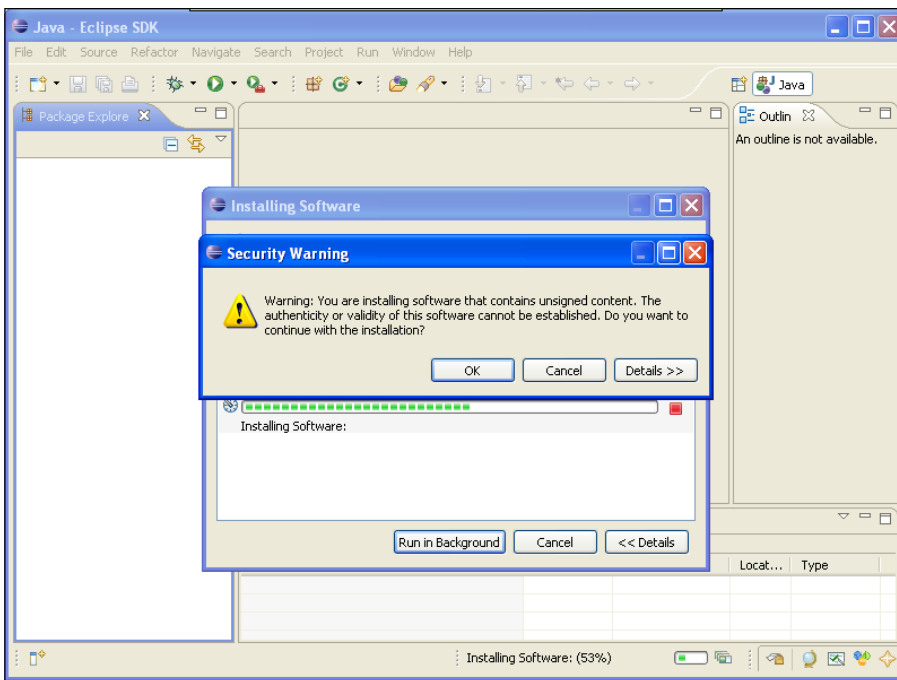 Java - Eclipse SDK
File Edit Source Refactor Navigate Search Project Run Window Help
Java
Package Explore
Outlin
An outline is not available.
Installing Software
Security Warning
Warning: You are installing software that contains unsigned content. The
authenticity or validity of this software cannot be established. Do you want to
continue with the installation?
OK Cancel Details >>
Installing Software:
Run in Background Cancel << Details
Locat... Type
Installing Software: (53%)